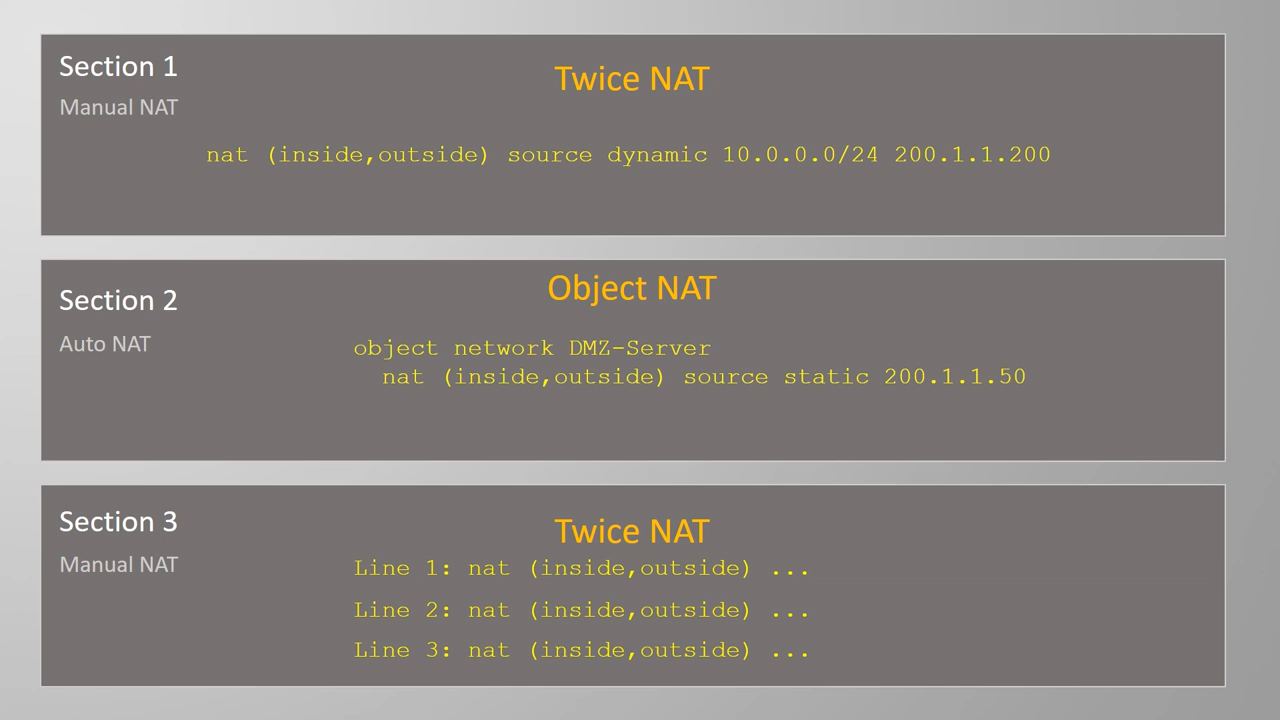 Section 1
Manual NAT
Twice NAT
nat (inside,outside) source dynamic 10.0.0.0/24 200.1.1.200
Section 2
Auto NAT
Object NAT
object network DMZ-Server
nat (inside,outside) source static 200.1.1.50
Section 3
Manual NAT
Twice NAT
Line 1: nat (inside,outside) ...
Line 2: nat (inside,outside) ...
Line 3: nat (inside,outside) ...